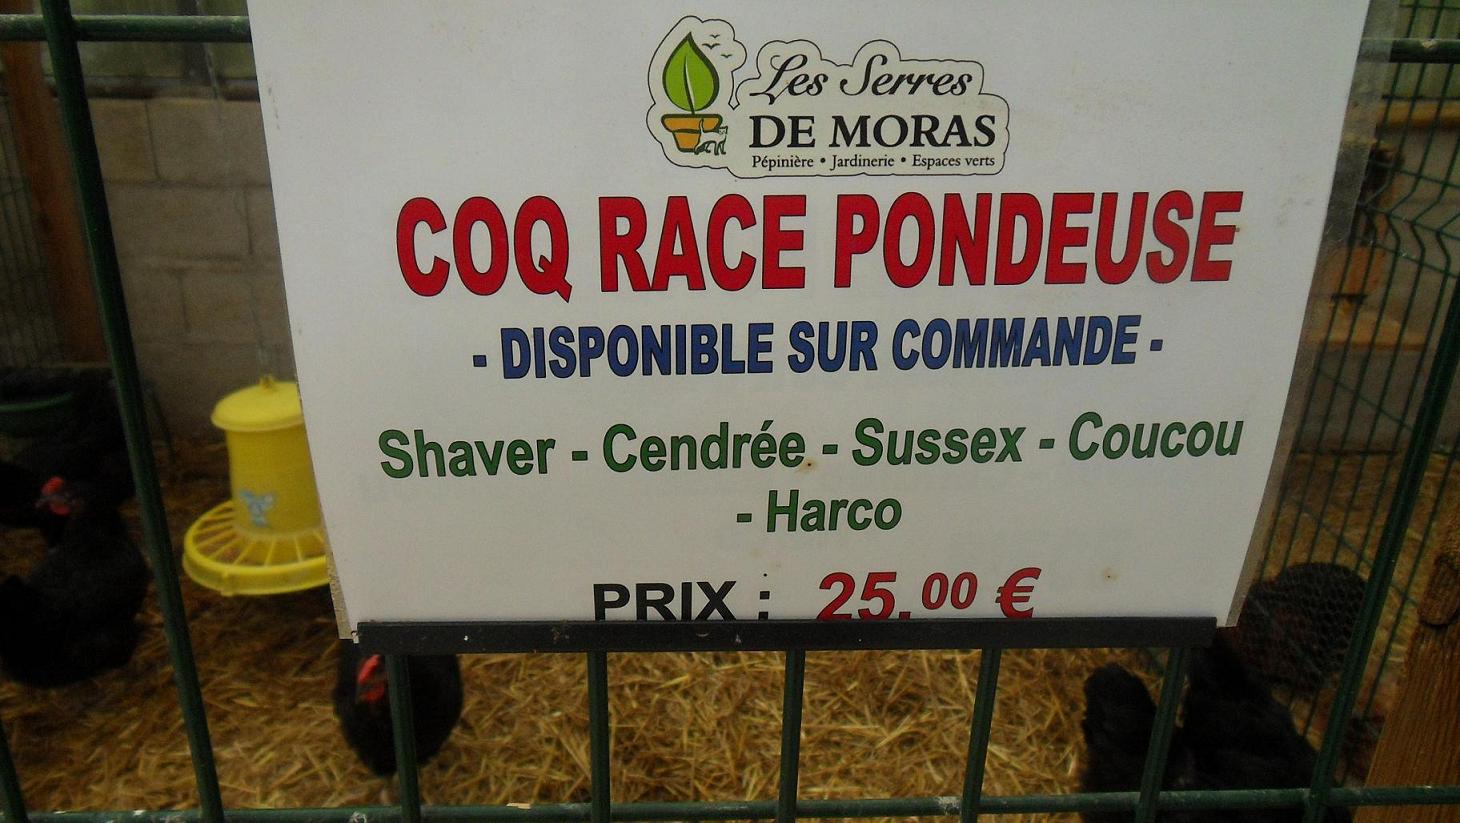 Les Serres
DE MORAS
Pépinière • Jardinerie • Espaces verts
COQ RACE PONDEUSE
- DISPONIBLE SUR COMMANDE -
Shaver - Cendrée - Sussex - Coucou
- Harco
PRIX : 25,00 €